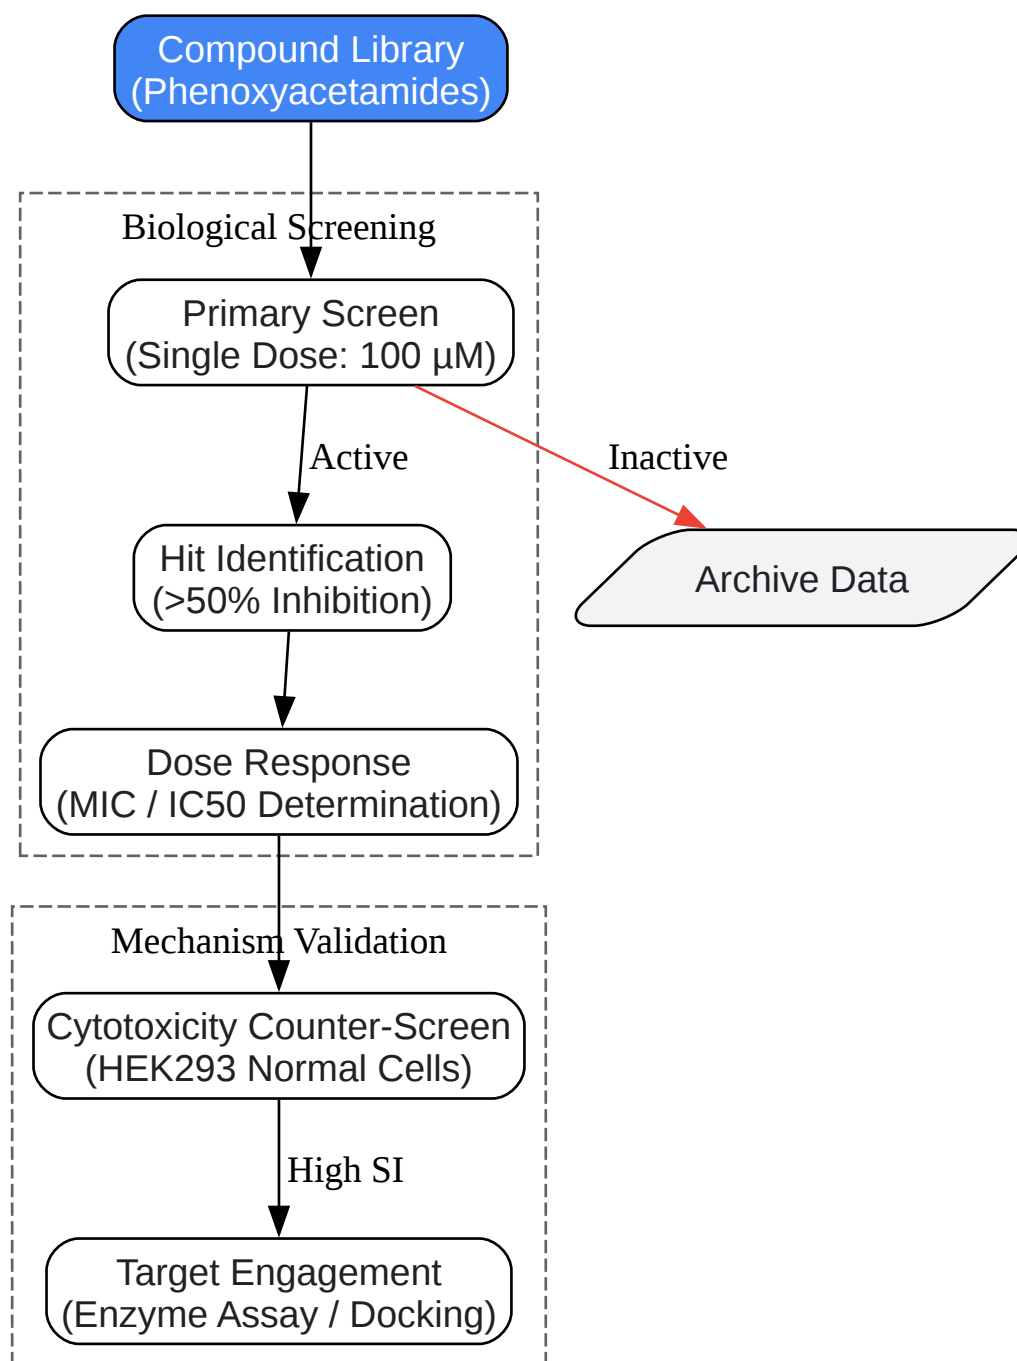 Compound Library
(Phenoxyacetamides)
Biological Screening
Primary Screen
(Single Dose: 100 µM)
Active
Inactive
Hit Identification
(>50% Inhibition)
Archive Data
Dose Response
(MIC / IC50 Determination)
Mechanism Validation
Cytotoxicity Counter-Screen
(HEK293 Normal Cells)
High SI
Target Engagement
(Enzyme Assay / Docking)